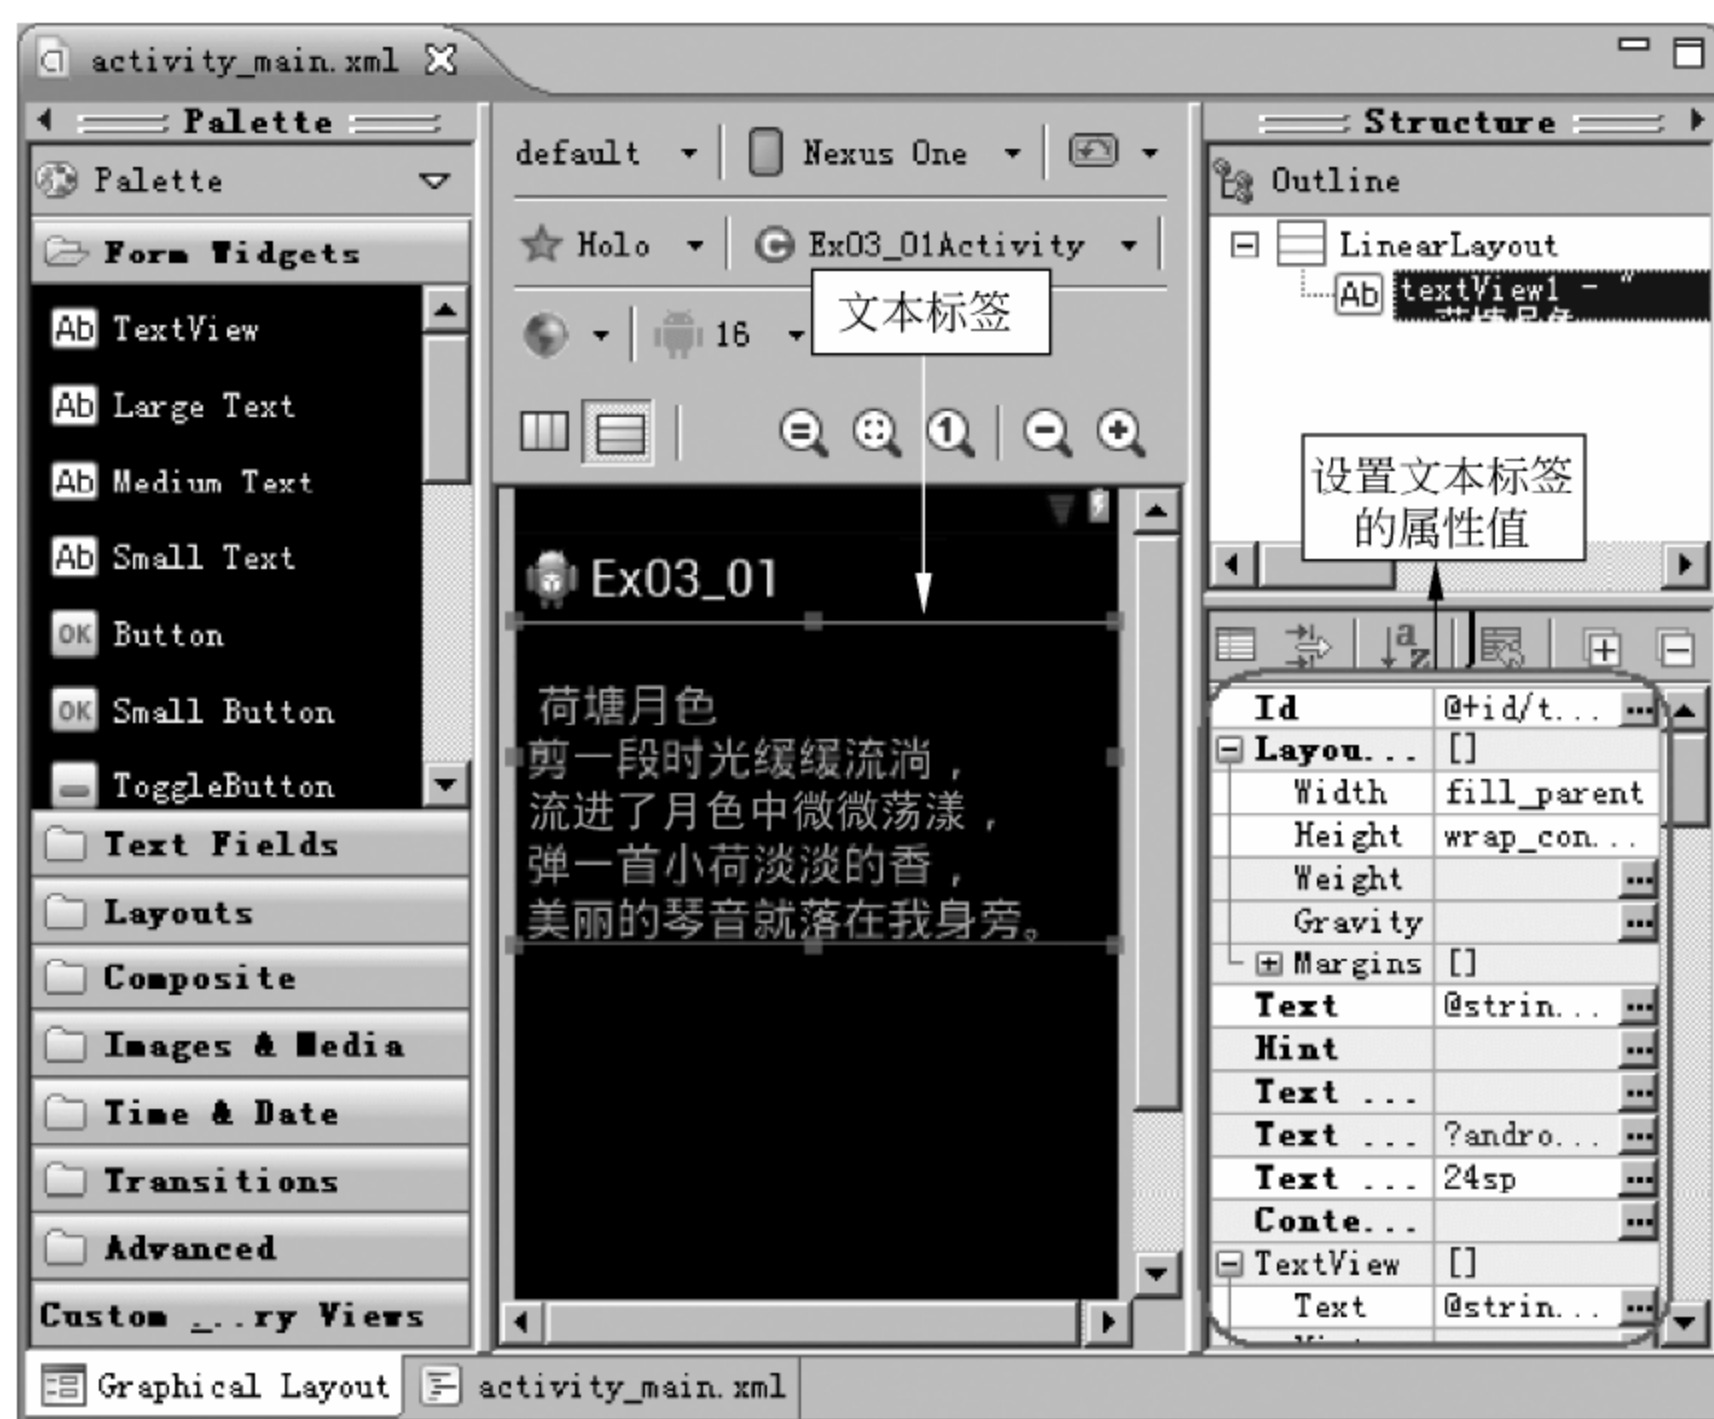 activity_main.xml
Palette
Palette
Form Widgets
TextView
Large Text
Medium Text
Small Text
Button
Small Button
ToggleButton
Text Fields
Layouts
Composite
Images & Media
Time & Date
Transitions
Advanced
Custom _..ry Views
default
Nexus One
Holo
Ex03_01Activity
16
文本标签
Ex03_01
荷塘月色
剪一段时光缓缓流淌，
流进了月色中微微荡漾，
弹一首小荷淡淡的香，
美丽的琴音就落在我身旁。
Structure
Outline
LinearLayout
Ab textView1 - "
设置文本标签
的属性值
Id @+id/t...
Layou... []
Width fill_parent
Height wrap_con...
Weight
Gravity
Margins []
Text @strin...
Hint
Text ...
Text ... ?andro...
Text ... 24sp
Conte...
TextView []
Text @strin...
Graphical Layout
activity_main.xml